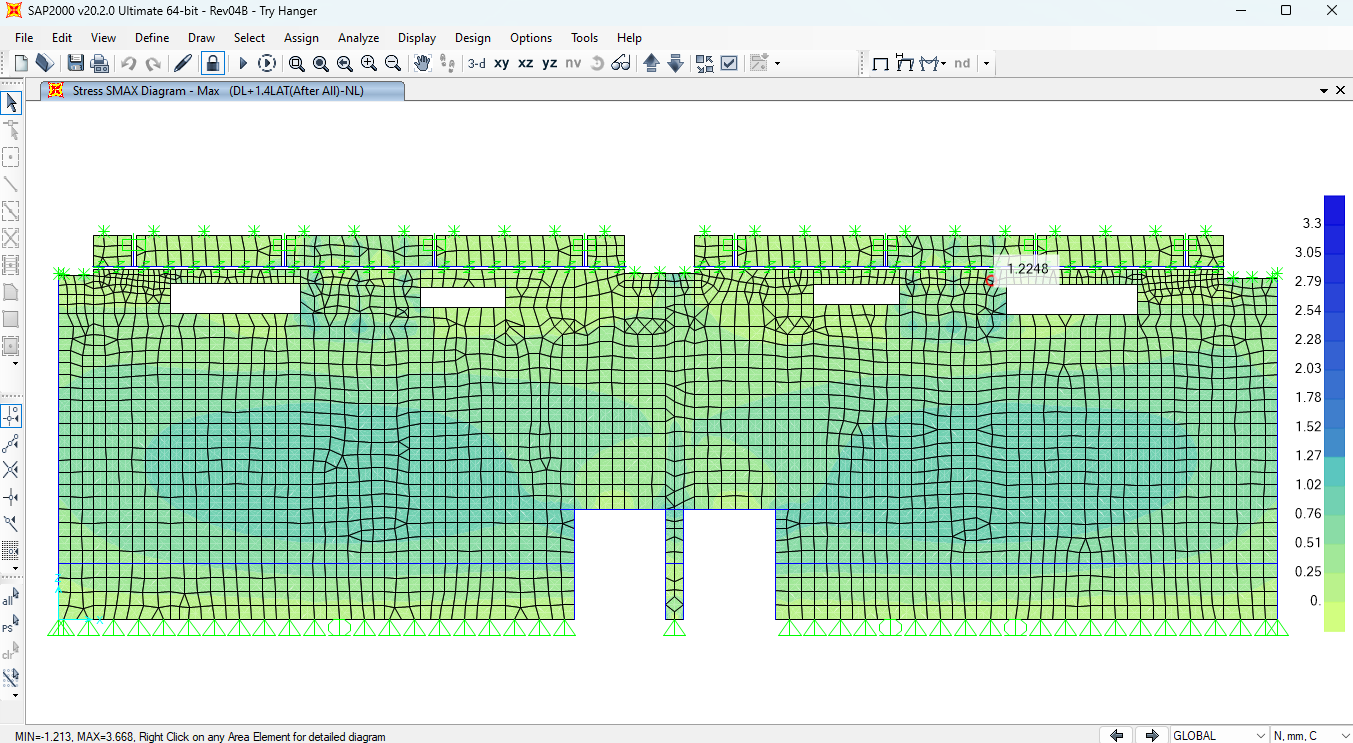 SAP2000 v20.2.0 Ultimate 64-bit - Rev04B - Try Hanger
File Edit View Define Draw Select Assign Analyze Display Design Options Tools Help
3-d xy xz yz nv nd
Stress SMAX Diagram - Max (DL+1.4LAT(After All)-NL)
1.2248
3.3
3.05
2.79
2.54
2.28
2.03
1.78
1.52
1.27
1.02
0.76
0.51
0.25
0.
all
PS
clr
X
MIN=-1.213, MAX=3.668, Right Click on any Area Element for detailed diagram
GLOBAL
N, mm, C